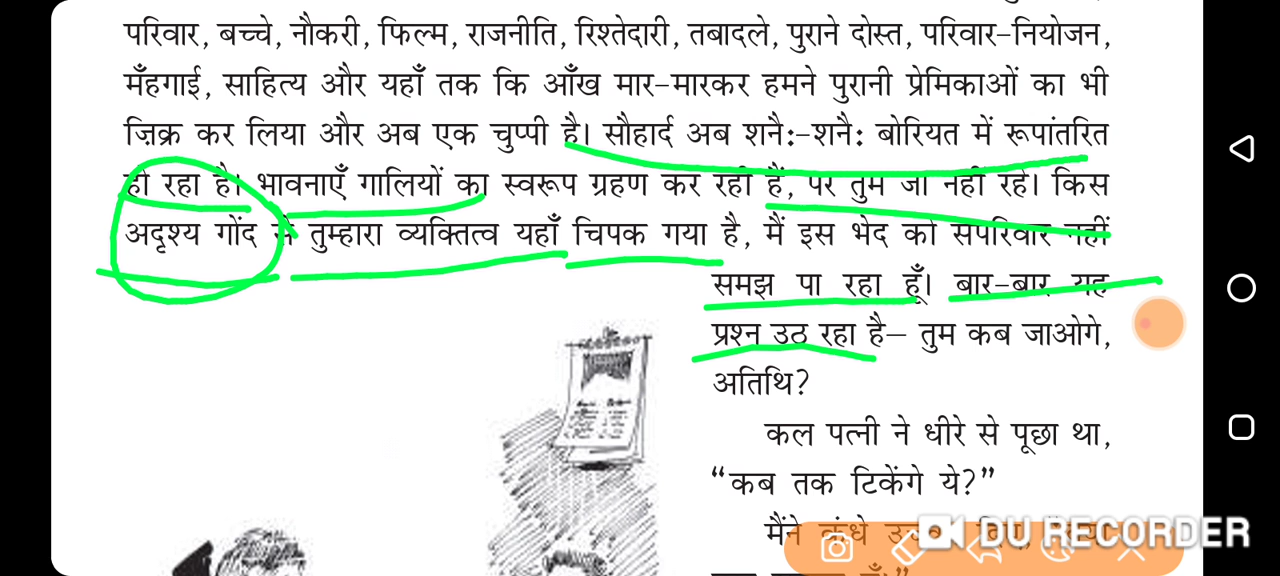 परिवार, बच्चे, नौकरी, फिल्म, राजनीति, रिश्तेदारी, तबादले, पुराने दोस्त, परिवार-नियोजन,
मँहगाई, साहित्य और यहाँ तक कि आँख मार-मारकर हमने पुरानी प्रेमिकाओं का भी
ज़िक्र कर लिया और अब एक चुप्पी है। सौहार्द अब शनैः-शनैः बोरियत में रूपांतरित
हो रहा है। भावनाएँ गालियों का स्वरूप ग्रहण कर रही हैं, पर तुम जा नहीं रहे। किस
अदृश्य गोंद से तुम्हारा व्यक्तित्व यहाँ चिपक गया है, मैं इस भेद को सपरिवार नहीं
समझ पा रहा हूँ। बार-बार यह
प्रश्न उठ रहा है— तुम कब जाओगे,
अतिथि?
कल पत्नी ने धीरे से पूछा था,
“कब तक टिकेंगे ये?”
मैंने कंधे
DU RECORDER